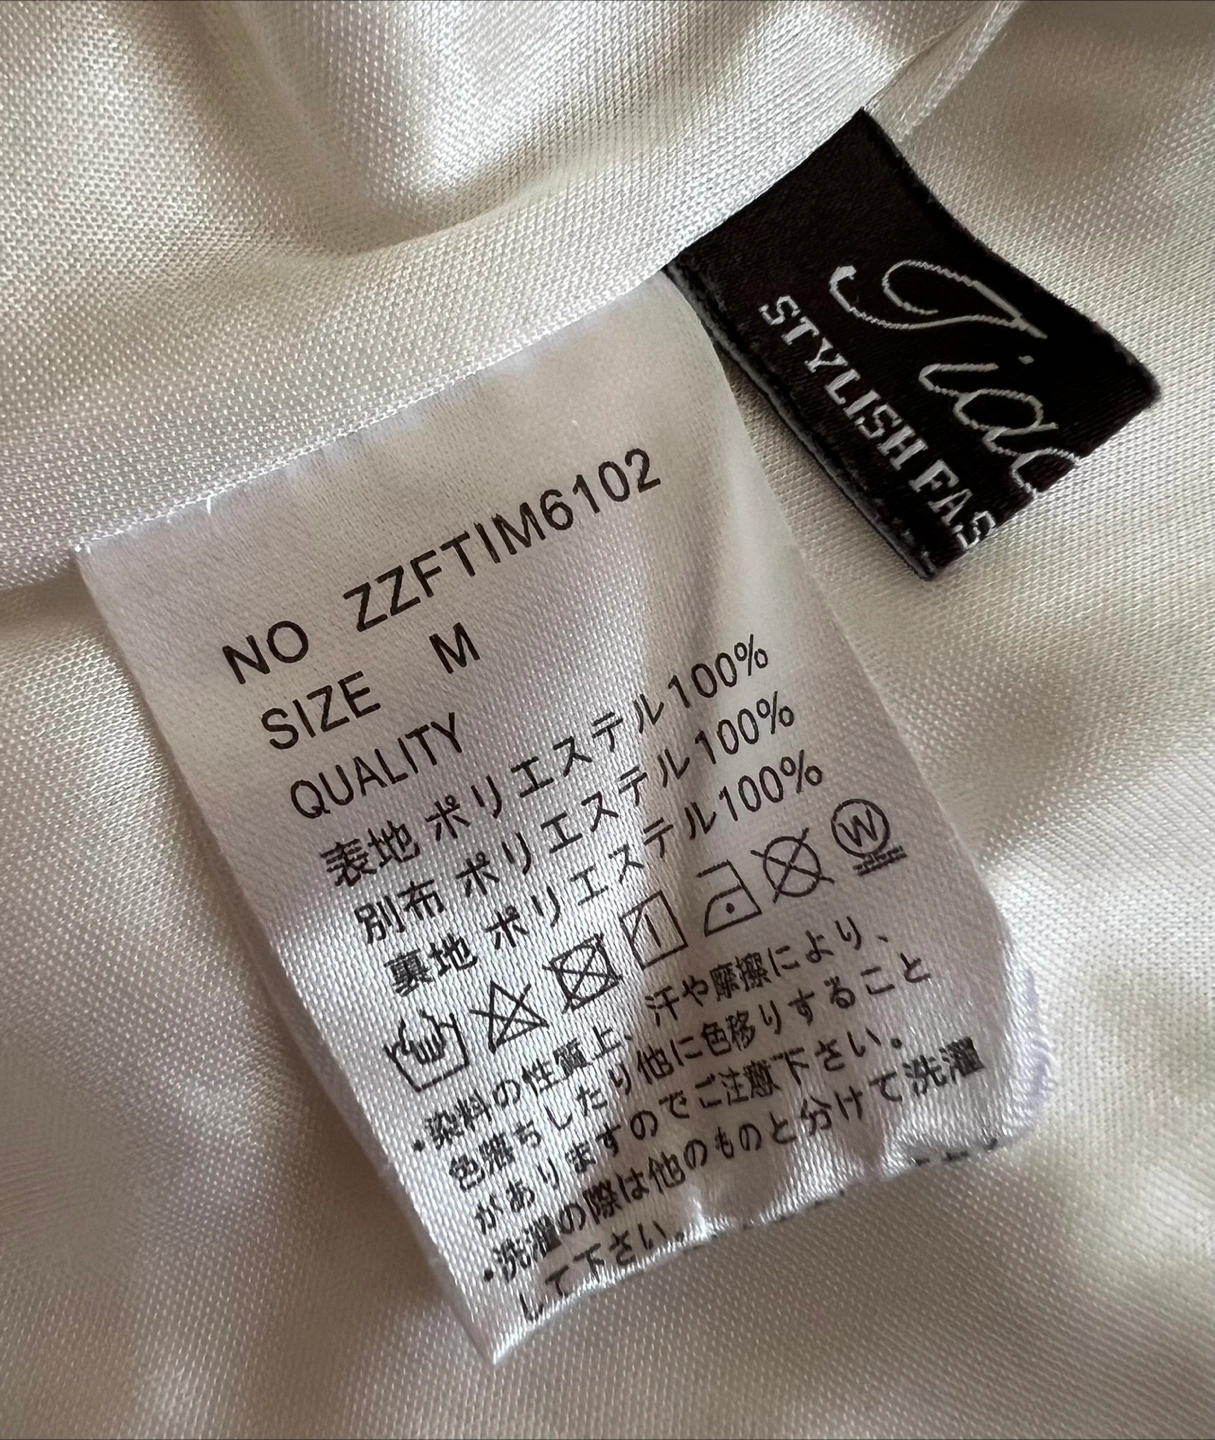 NO ZZFTIM6102
SIZE M
QUALITY
表地 ポリエステル100%
別布 ポリエステル100%
裏地 ポリエステル100%
W
・染料の性質上、汗や摩擦により、
色落ちしたり他に色移りすること
がありますのでご注意下さい。
・洗濯の際は他のものと分けて洗濯
して下さい。
STYLISH FAS